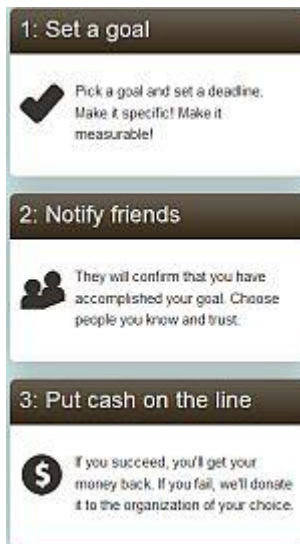 1: Set a goal
Pick a goal and set a deadline.
Make it specific! Make it
measurable!
2: Notify friends
They will confirm that you have
accomplished your goal. Choose
people you know and trust.
3: Put cash on the line
$
If you succeed, you'll get your
money back. If you fail, we'll donate
it to the organization of your choice.